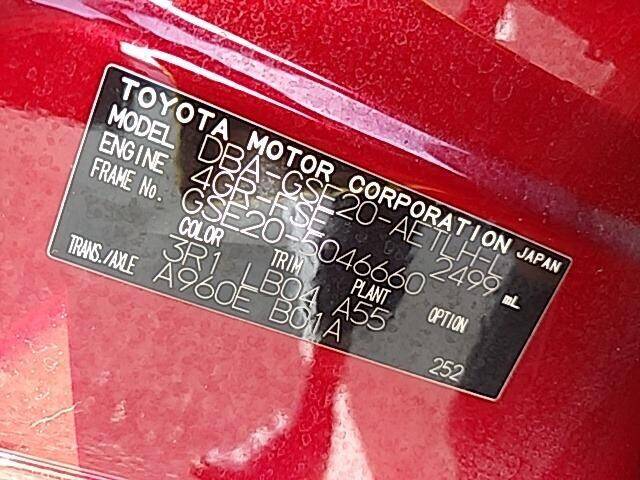 TOYOTA MOTOR CORPORATION JAPAN
MODEL DBA-GSE20-AETLH-L
ENGINE 4GR-FSE 2499 mL
FRAME No. GSE20-5046660
COLOR TRIM PLANT OPTION
3R1 LB04 A55
TRANS./AXLE A960E B01A
252